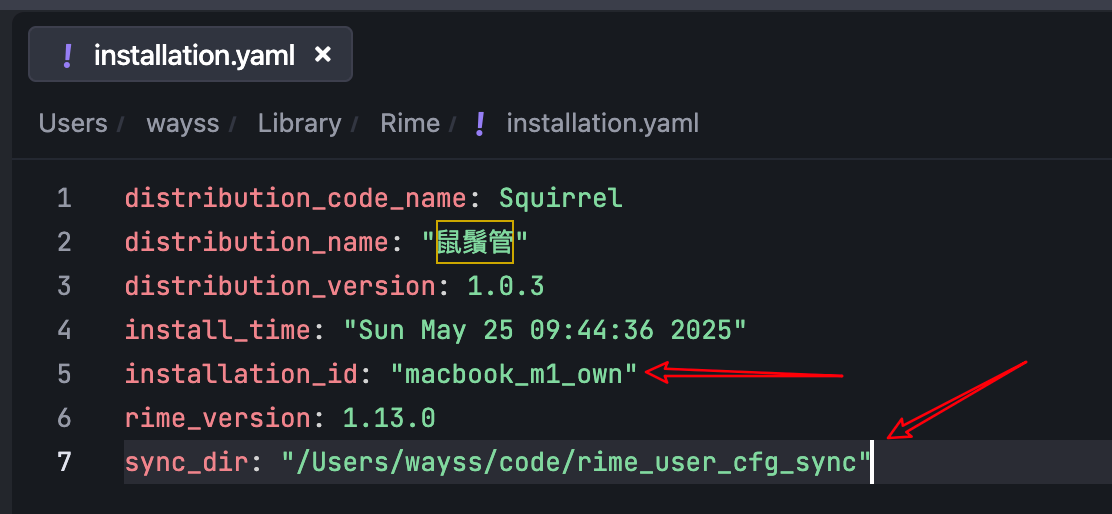 ! installation.yaml ×
Users / wayss / Library / Rime / ! installation.yaml
1 distribution_code_name: Squirrel
2 distribution_name: "鼠鬚管"
3 distribution_version: 1.0.3
4 install_time: "Sun May 25 09:44:36 2025"
5 installation_id: "macbook_m1_own"
6 rime_version: 1.13.0
7 sync_dir: "/Users/wayss/code/rime_user_cfg_sync"